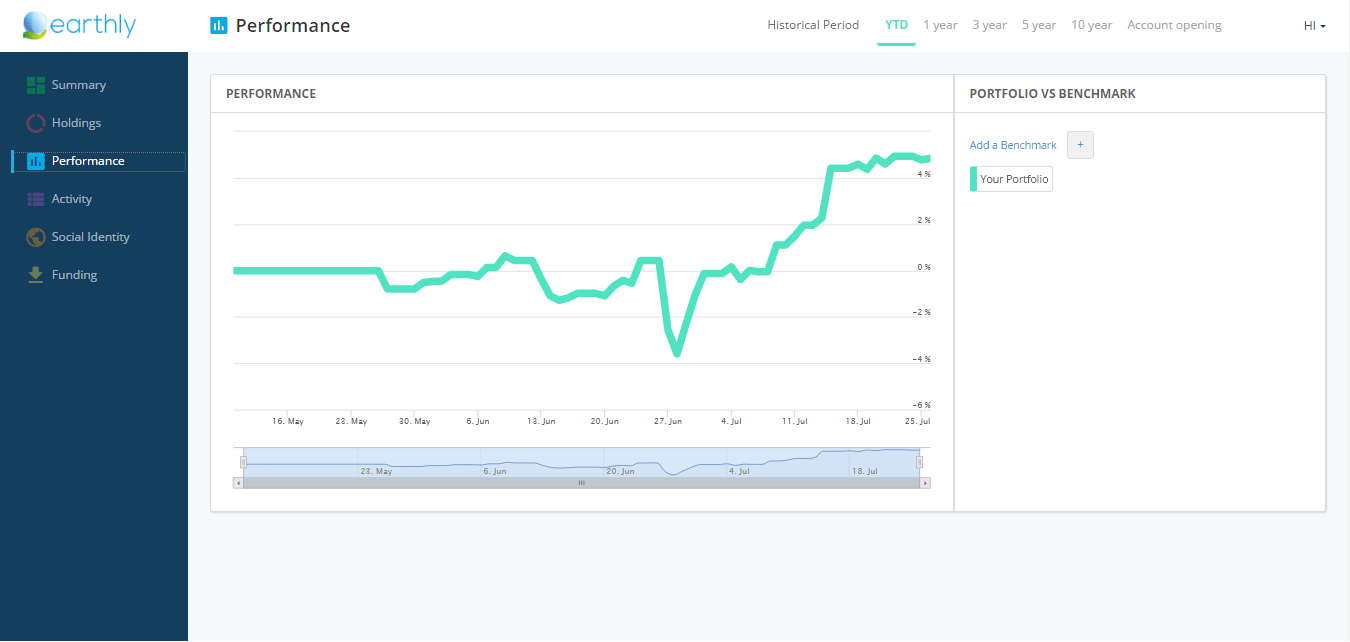 earthly
Performance
Historical Period YTD 1 year 3 year 5 year 10 year Account opening
HI
Summary
Holdings
Performance
Activity
Social Identity
Funding
PERFORMANCE
4 %
2 %
0 %
−2 %
−4 %
−6 %
16. May 23. May 30. May 6. Jun 13. Jun 20. Jun 27. Jun 4. Jul 11. Jul 18. Jul 25. Jul
23. May 6. Jun 20. Jun 4. Jul 18. Jul
PORTFOLIO VS BENCHMARK
Add a Benchmark +
Your Portfolio